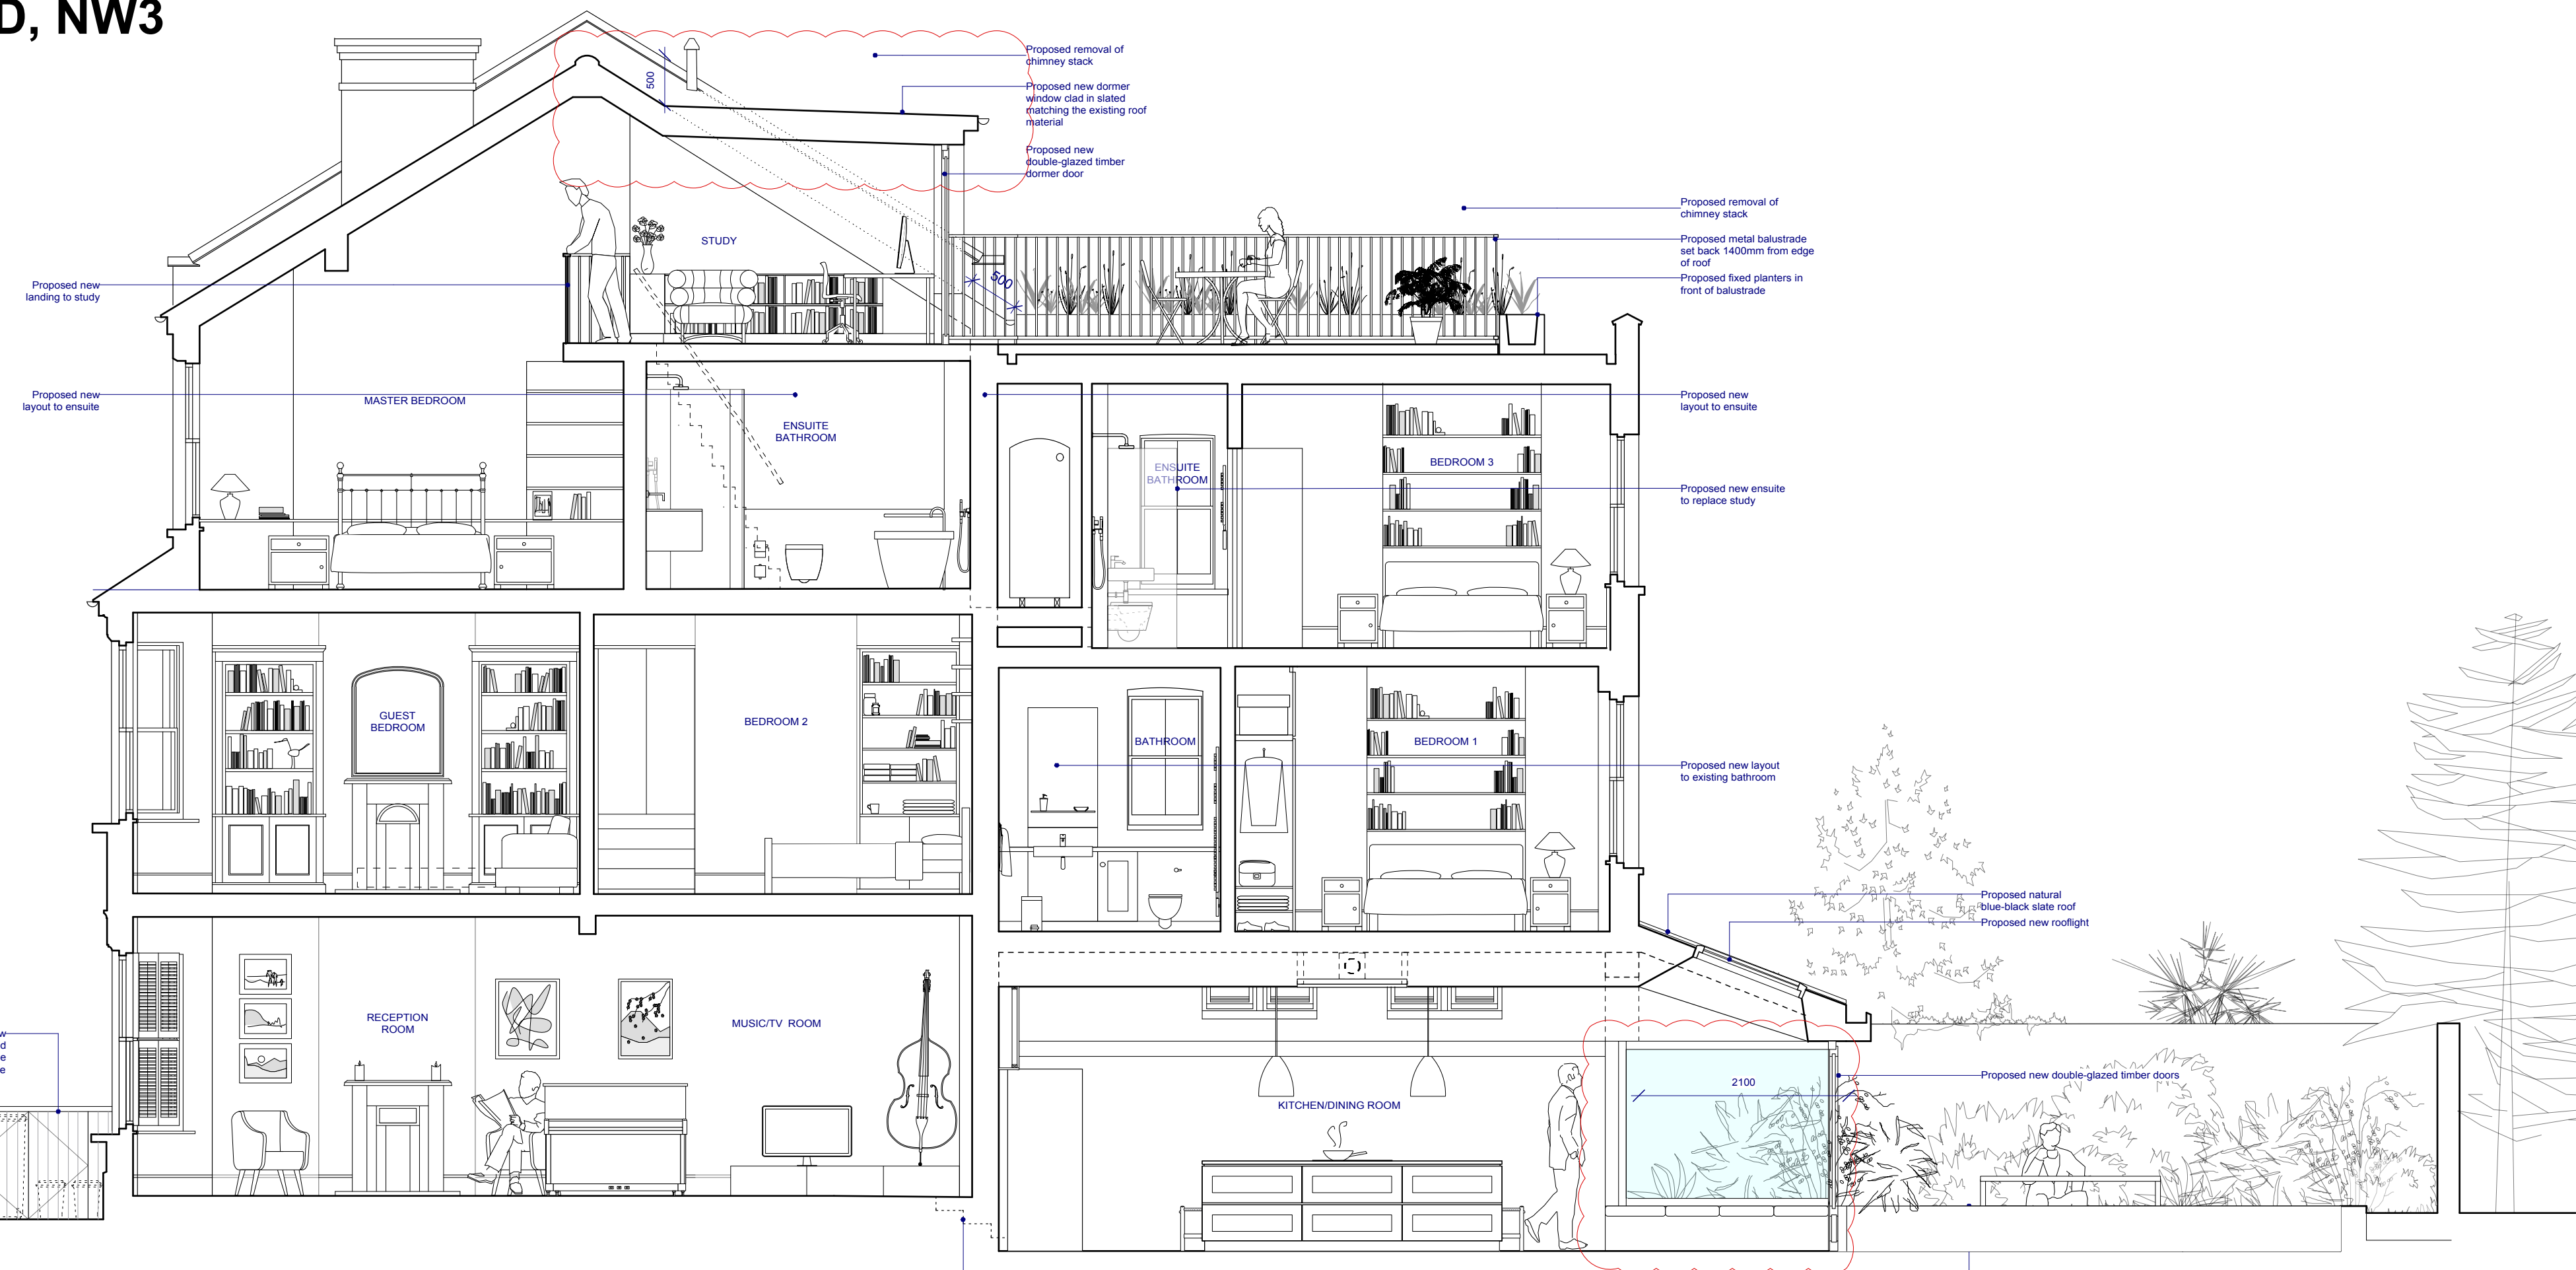 D, NW3
Proposed removal of
chimney stack
Proposed new dormer
window clad in slated
matching the existing roof
material
Proposed new
double-glazed timber
dormer door
500
STUDY
500
Proposed removal of
chimney stack
Proposed metal balustrade
set back 1400mm from edge
of roof
Proposed fixed planters in
front of balustrade
Proposed new
landing to study
Proposed new
layout to ensuite
MASTER BEDROOM
ENSUITE
BATHROOM
ENSUITE
BATHROOM
BEDROOM 3
Proposed new
layout to ensuite
Proposed new ensuite
to replace study
GUEST
BEDROOM
BEDROOM 2
BATHROOM
BEDROOM 1
Proposed new layout
to existing bathroom
Proposed natural
blue-black slate roof
Proposed new rooflight
RECEPTION
ROOM
MUSIC/TV ROOM
KITCHEN/DINING ROOM
2100
Proposed new double-glazed timber doors
w
d
e
e